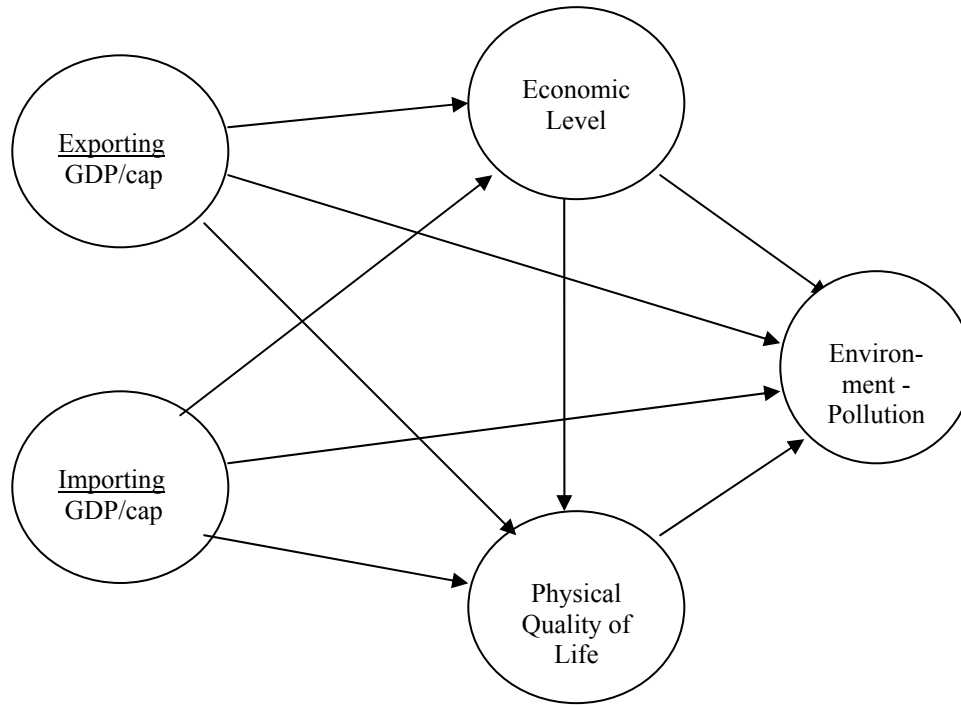 Exporting
GDP/cap
Economic
Level
Importing
GDP/cap
Environ-
ment -
Pollution
Physical
Quality of
Life